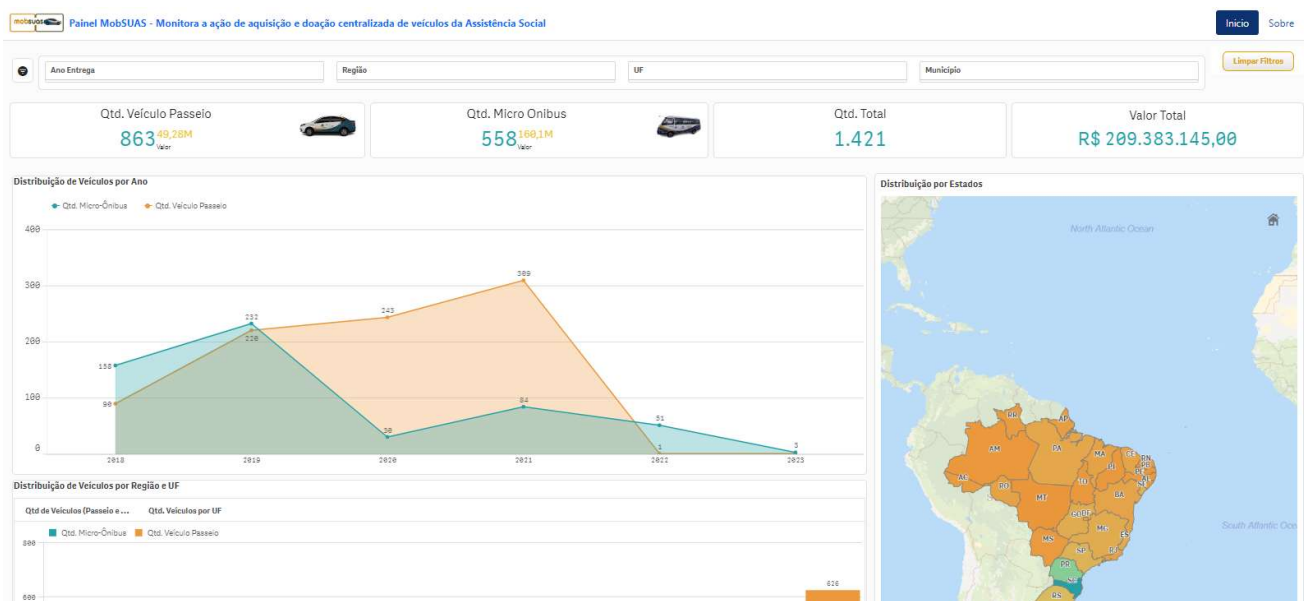 mobsuas
Painel MobSUAS - Monitora a ação de aquisição e doação centralizada de veículos da Assistência Social
Início Sobre
Ano Entrega
Região
UF
Município
Limpar Filtros
Qtd. Veículo Passeio
863 49,28M
Valor
Qtd. Micro Onibus
558 160,1M
Valor
Qtd. Total
1.421
Valor Total
R$ 209.383.145,00
Distribuição de Veículos por Ano
Qtd. Micro-Ônibus Qtd. Veículo Passeio
400
300
200
100
0
158
90
232
220
243
30
309
84
51
1
3
2018 2019 2020 2021 2022 2023
Distribuição de Veículos por Região e UF
Qtd de Veículos (Passeio e ... Qtd. Veículos por UF
Qtd. Micro-Ônibus Qtd. Veículo Passeio
800
600
626
Distribuição por Estados
North Atlantic Ocean
South Atlantic Oce
RR
AP
AM
PA
MA
CE
RN
PB
PE
AL
SE
PI
AC
RO
TO
BA
MT
GO
DF
MG
ES
MS
SP
RJ
PR
SC
RS